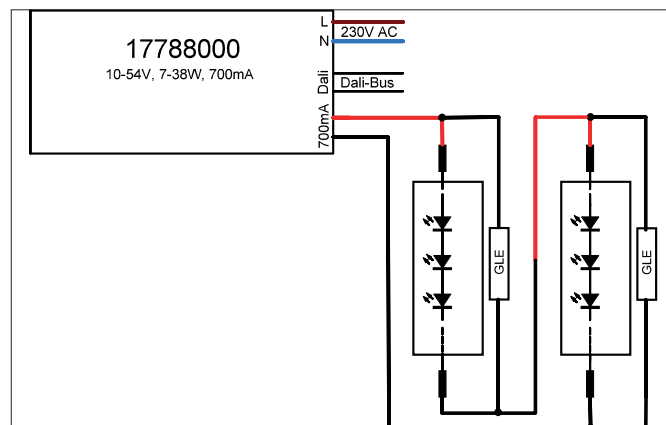 17788000
10-54V, 7-38W, 700mA
L
230V AC
N
Dali
Dali-Bus
700mA
GLE
GLE